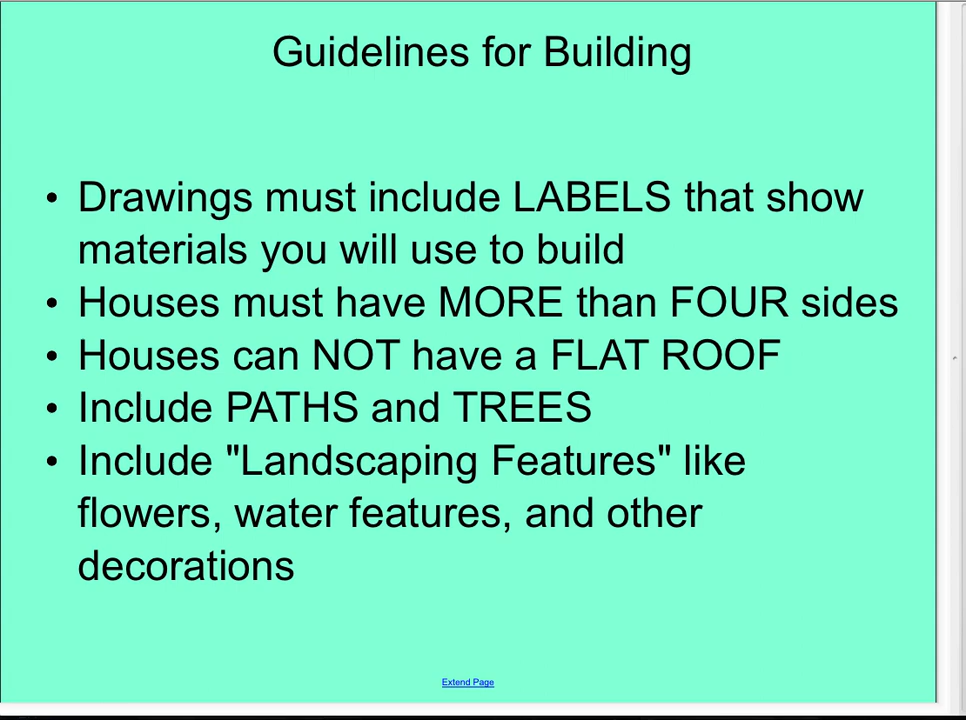 Guidelines for Building
• Drawings must include LABELS that show
materials you will use to build
• Houses must have MORE than FOUR sides
• Houses can NOT have a FLAT ROOF
• Include PATHS and TREES
• Include "Landscaping Features" like
flowers, water features, and other
decorations
Extend Page